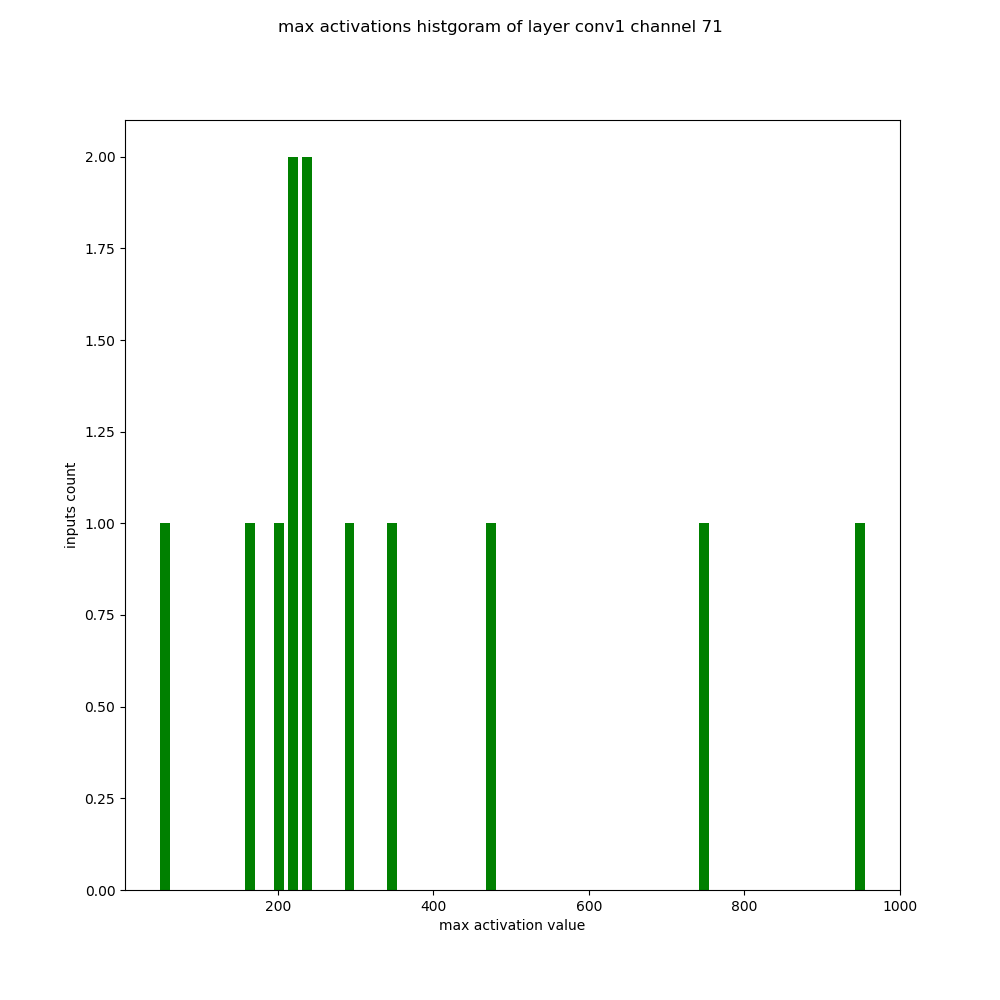 max activations histgoram of layer conv1 channel 71
2.00
1.75
1.50
1.25
1.00
0.75
0.50
0.25
0.00
inputs count
200 400 600 800 1000
max activation value